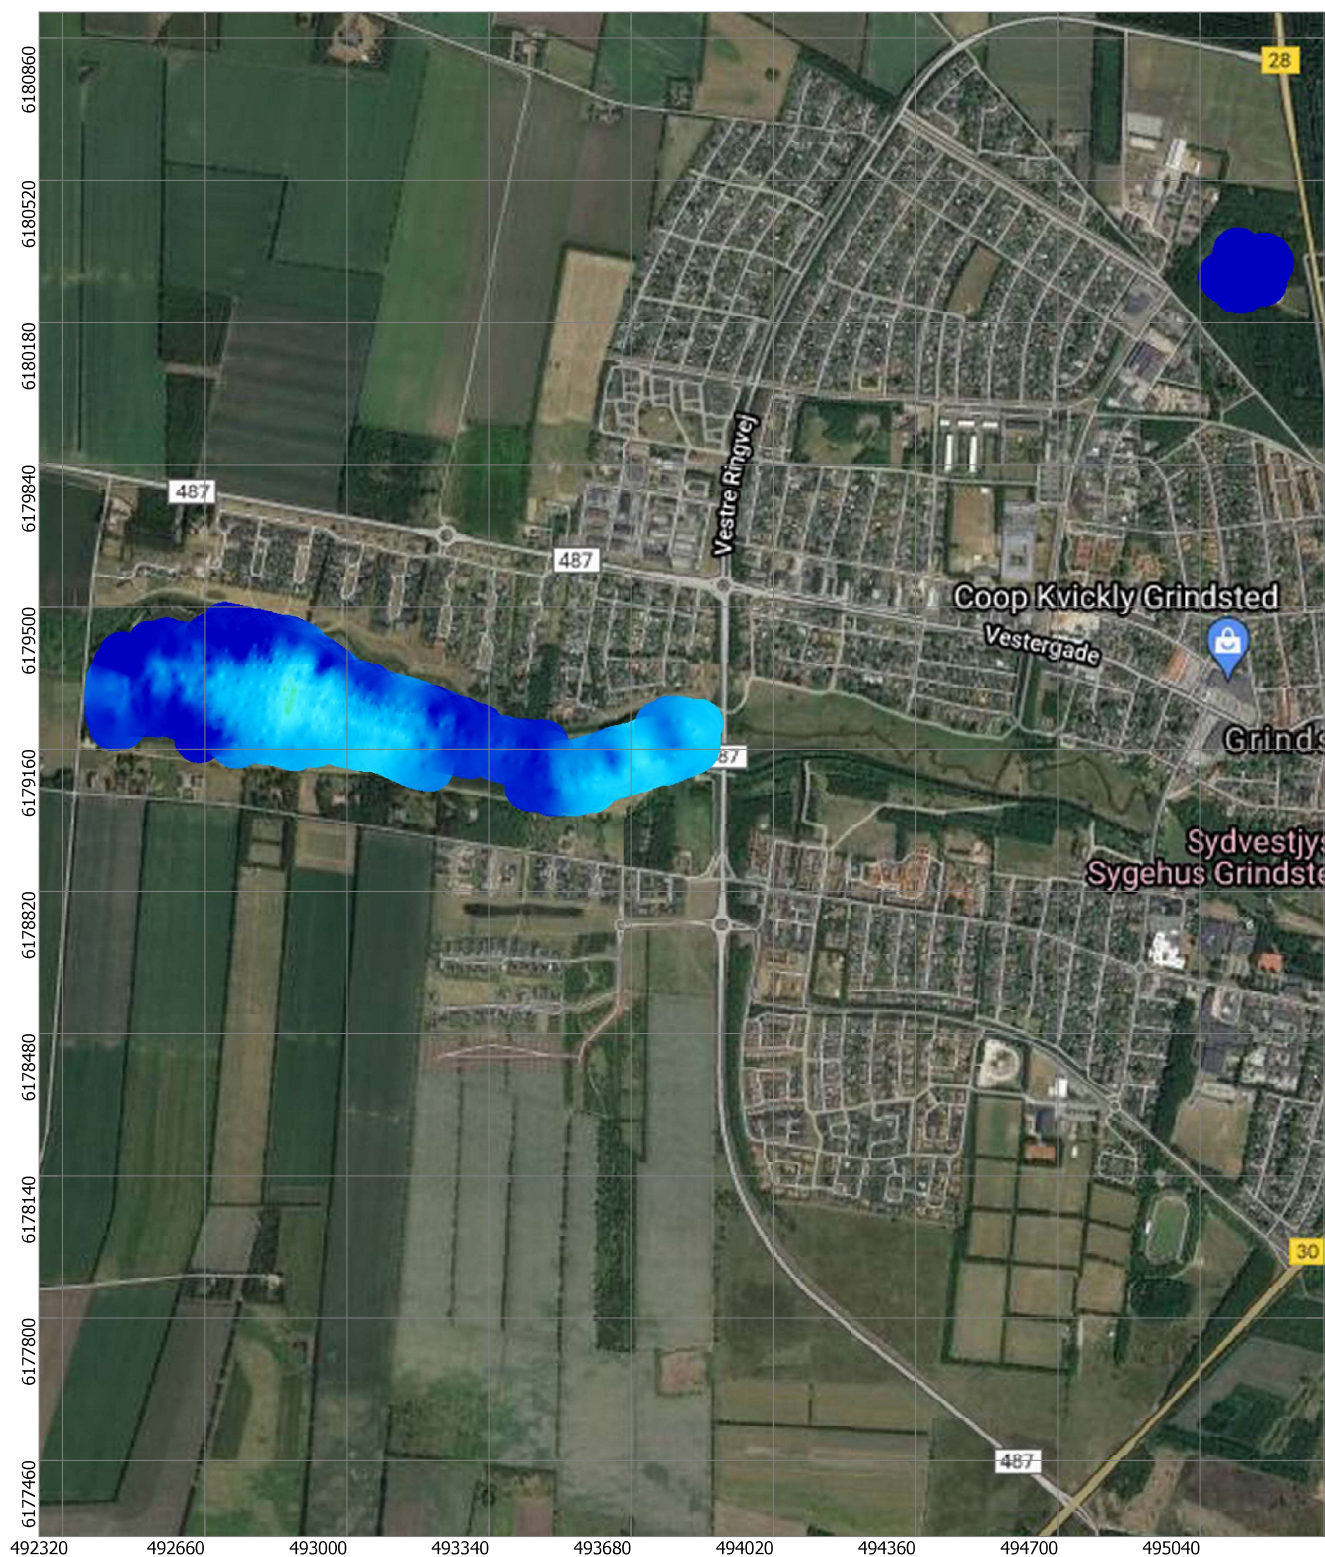 6180860
28
6180520
6180180
Vestre Ringvej
6179840
487
487
Coop Kvickly Grindsted
Vestergade
6179500
Grinds
87
6179160
Sydvestjys
Sygehus Grindste
6178820
6178480
6178140
30
6177800
487
6177460
492320 492660 493000 493340 493680 494020 494360 494700 495040